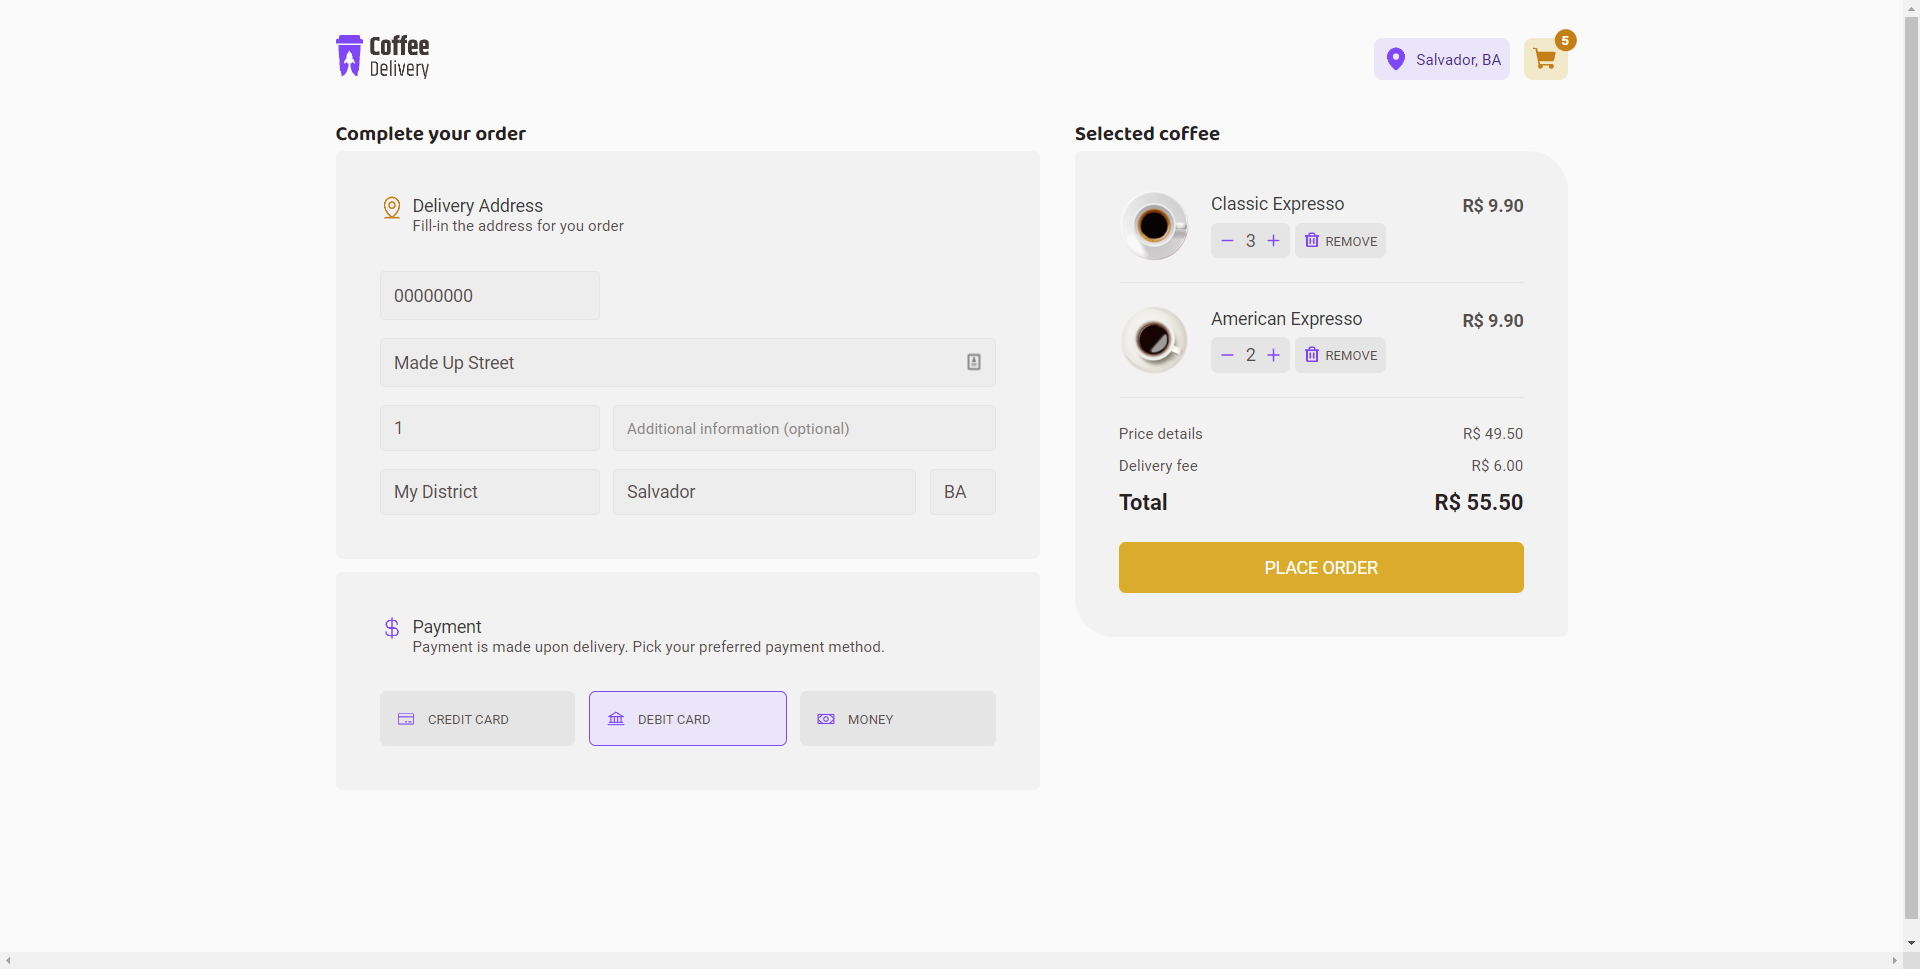 Coffee
Delivery
Salvador, BA
5
Complete your order
Delivery Address
Fill-in the address for you order
00000000
Made Up Street
1
Additional information (optional)
My District
Salvador
BA
Payment
Payment is made upon delivery. Pick your preferred payment method.
CREDIT CARD
DEBIT CARD
MONEY
Selected coffee
Classic Expresso
R$ 9.90
3
REMOVE
American Expresso
R$ 9.90
2
REMOVE
Price details
R$ 49.50
Delivery fee
R$ 6.00
Total
R$ 55.50
PLACE ORDER